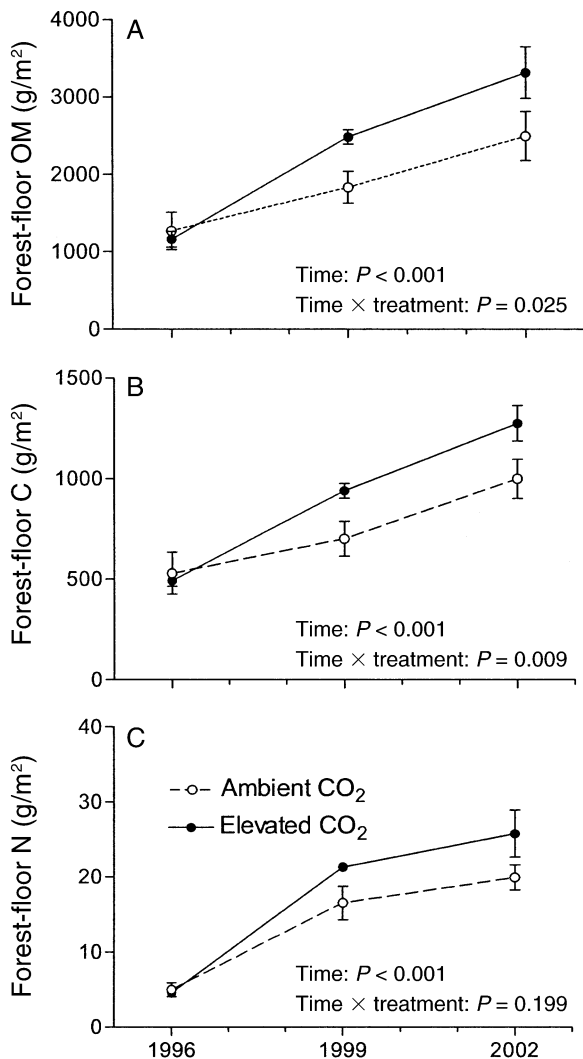 A
Forest-floor OM (g/m²)
4000
3000
2000
1000
0
Time: P < 0.001
Time × treatment: P = 0.025
B
Forest-floor C (g/m²)
1500
1000
500
0
Time: P < 0.001
Time × treatment: P = 0.009
C
Forest-floor N (g/m²)
40
30
20
10
0
Ambient CO₂
Elevated CO₂
Time: P < 0.001
Time × treatment: P = 0.199
1996 1999 2002